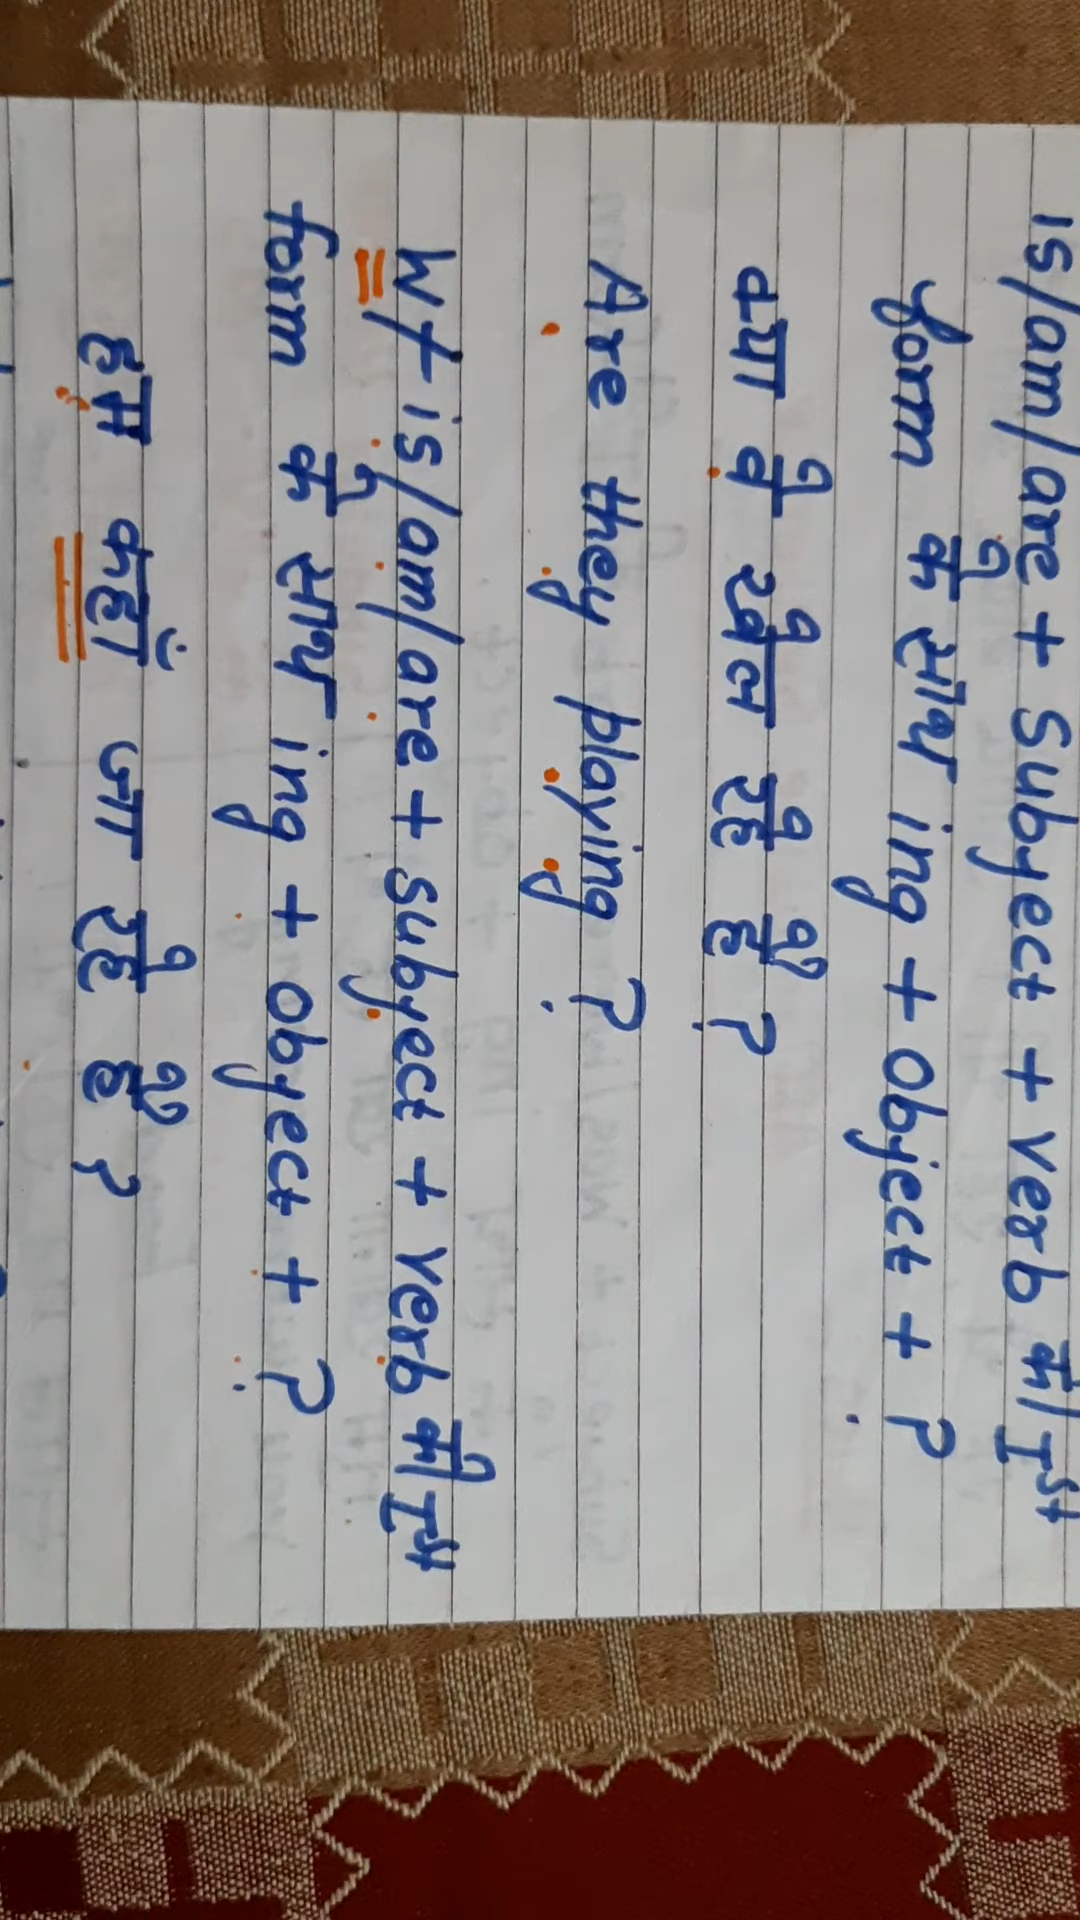 is/am/are + Subject + verb की Ist
form के साथ ing + object + ?
क्या वे खेल रहे हैं ?
Are they playing ?
Wf is/am/are + subject + verb की Ist
form के साथ ing + object + ?
हम कहाँ जा रहे हैं ?